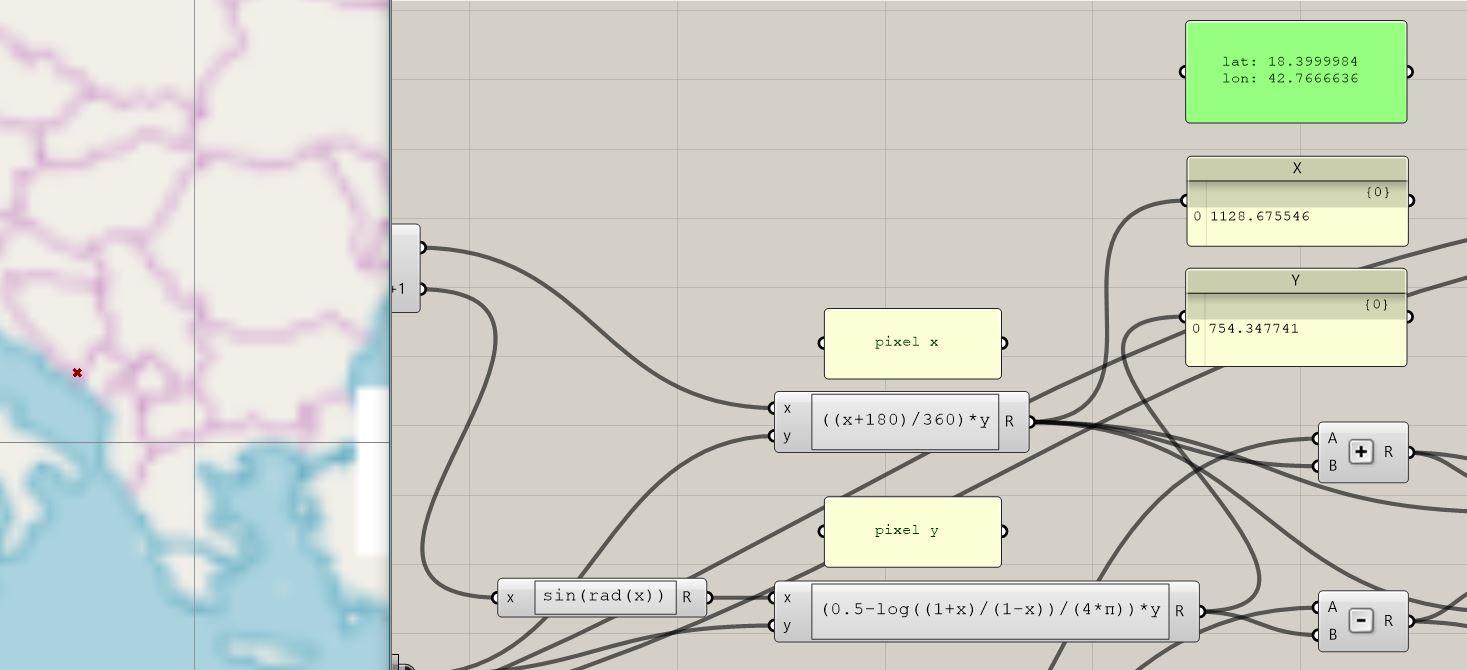 lat: 18.3999984
lon: 42.7666636
X
{0}
0 1128.675546
Y
{0}
0 754.347741
+1
pixel x
x
y
((x+180)/360)*y
R
A
B
+
R
pixel y
x
sin(rad(x))
R
x
y
(0.5-log((1+x)/(1-x))/(4*π))*y
R
A
B
-
R